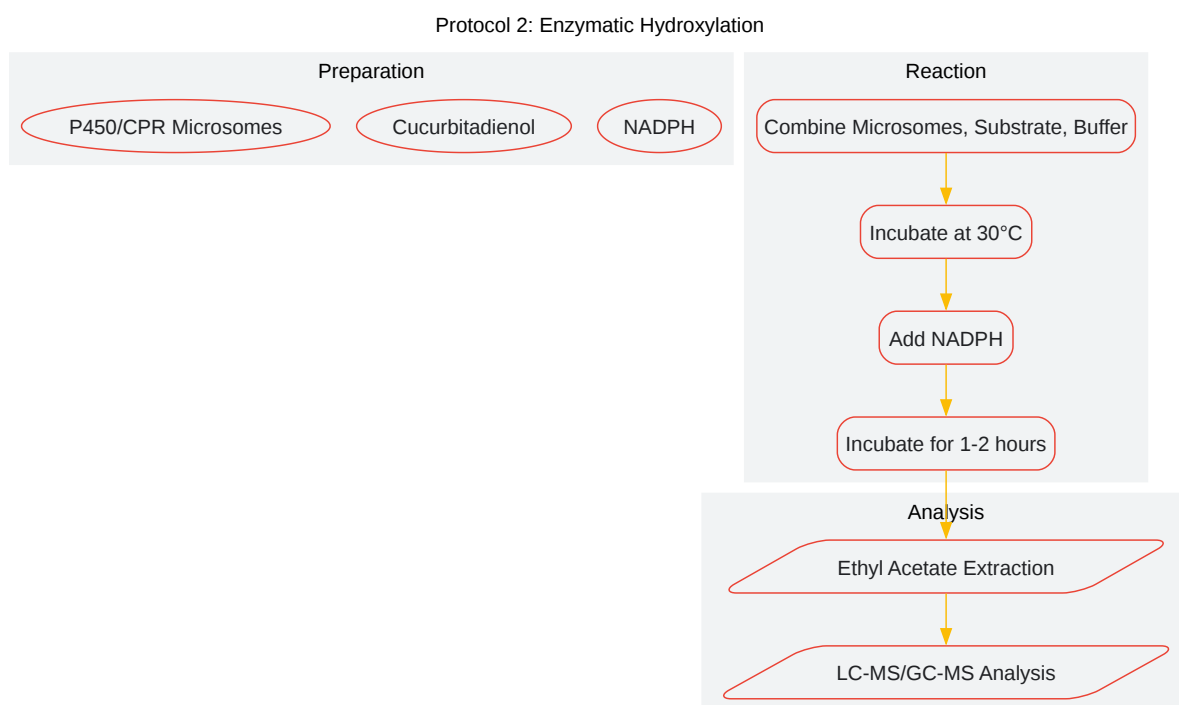 Protocol 2: Enzymatic Hydroxylation
Preparation
P450/CPR Microsomes
Cucurbitadienol
NADPH
Reaction
Combine Microsomes, Substrate, Buffer
Incubate at 30°C
Add NADPH
Incubate for 1-2 hours
Analysis
Ethyl Acetate Extraction
LC-MS/GC-MS Analysis